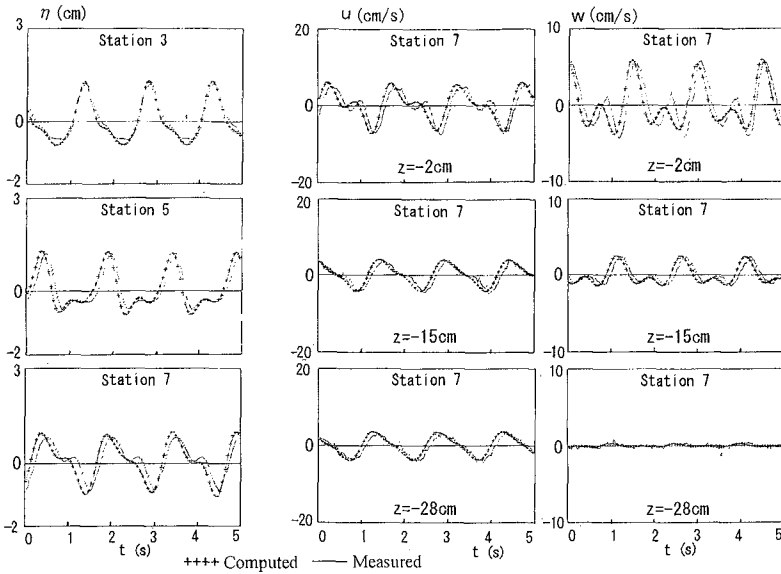 η (cm)
3
Station 3
0
-2
3
Station 5
0
-2
3
Station 7
0
-2
0 1 2 3 4 5
t (s)
u (cm/s)
20
Station 7
0
z=-2cm
-20
20
Station 7
0
z=-15cm
-20
20
Station 7
0
z=-28cm
-20
0 1 2 3 4 5
t (s)
w (cm/s)
10
Station 7
0
z=-2cm
-10
10
Station 7
0
z=-15cm
-10
10
Station 7
0
z=-28cm
-10
0 1 2 3 4 5
t (s)
++++ Computed —— Measured